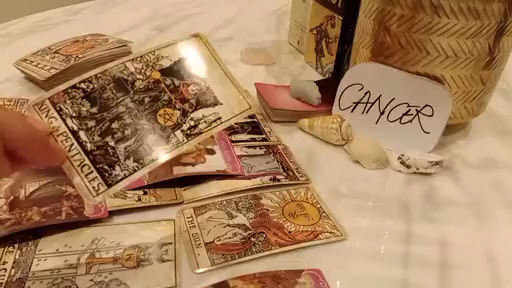 CANCER
KING of PENTACLES.
THE SUN.